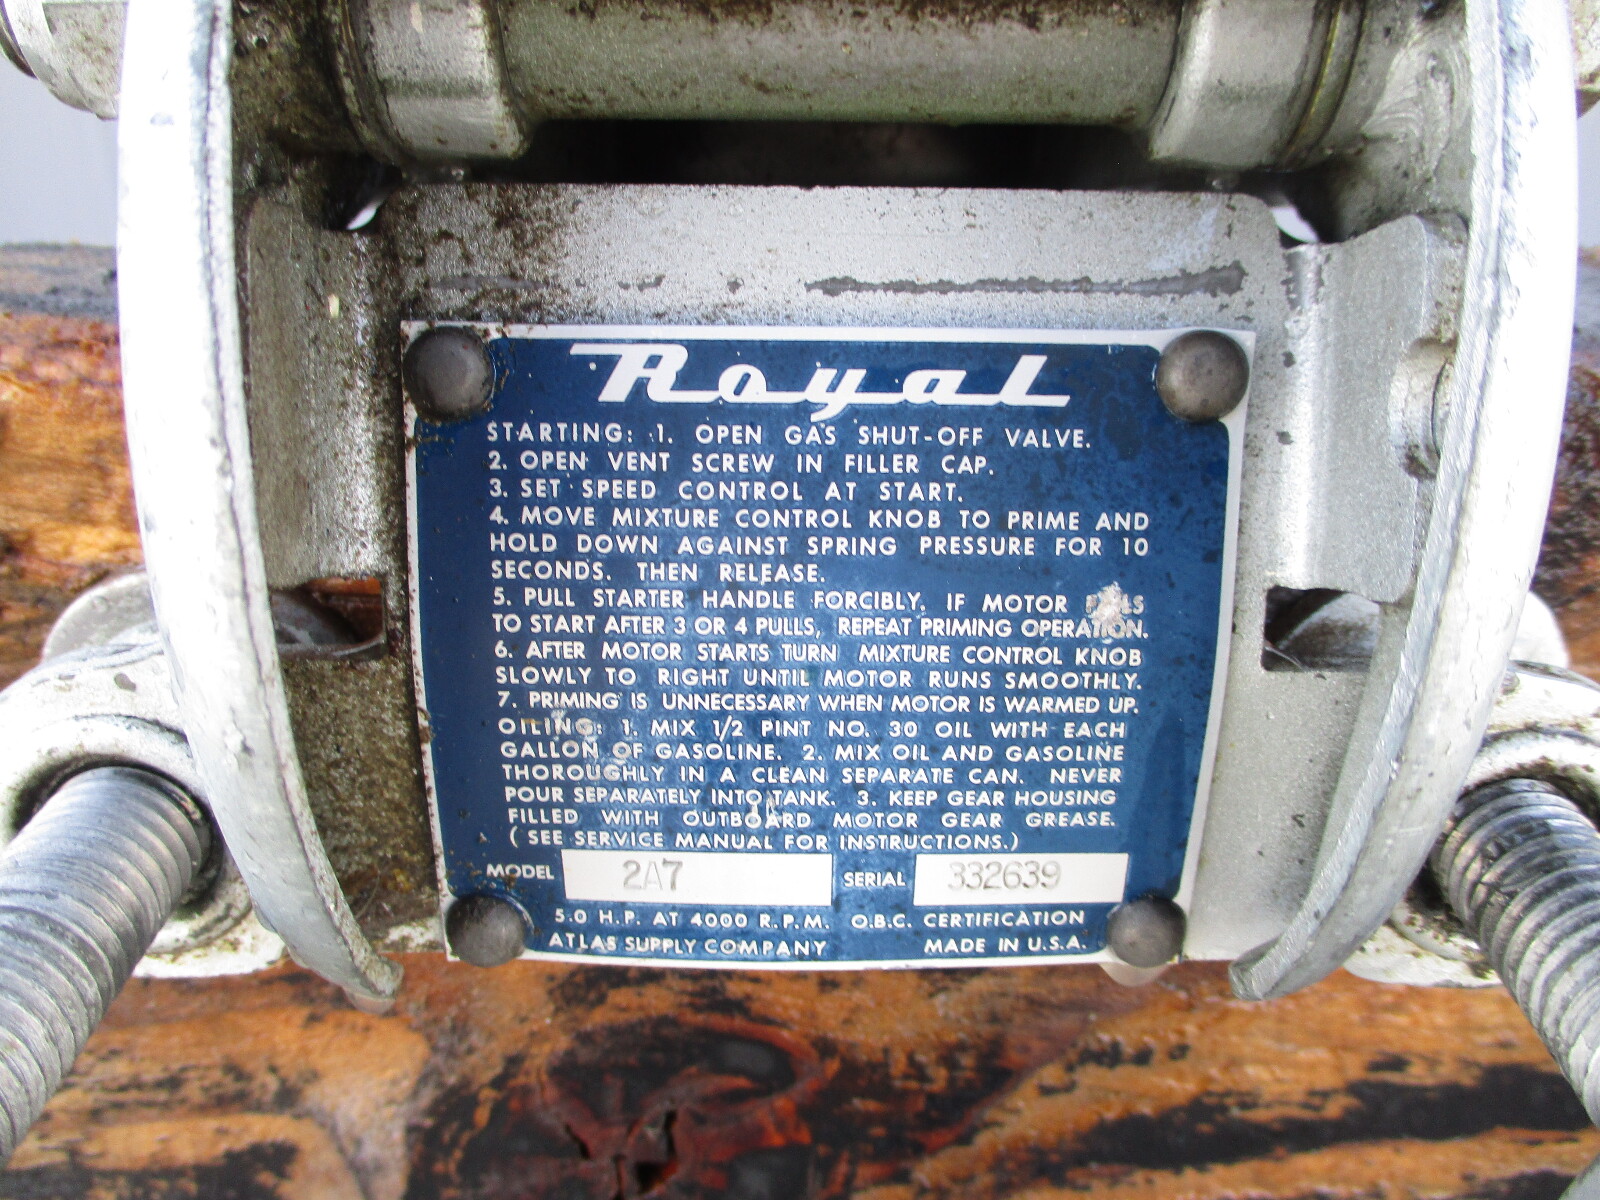 Royal
STARTING: 1. OPEN GAS SHUT-OFF VALVE.
2. OPEN VENT SCREW IN FILLER CAP.
3. SET SPEED CONTROL AT START.
4. MOVE MIXTURE CONTROL KNOB TO PRIME AND
HOLD DOWN AGAINST SPRING PRESSURE FOR 10
SECONDS. THEN RELEASE.
5. PULL STARTER HANDLE FORCIBLY. IF MOTOR
TO START AFTER 3 OR 4 PULLS, REPEAT PRIMING OPERATION.
6. AFTER MOTOR STARTS TURN MIXTURE CONTROL KNOB
SLOWLY TO RIGHT UNTIL MOTOR RUNS SMOOTHLY.
7. PRIMING IS UNNECESSARY WHEN MOTOR IS WARMED UP.
OILING: 1. MIX 1/2 PINT NO. 30 OIL WITH EACH
GALLON OF GASOLINE. 2. MIX OIL AND GASOLINE
THOROUGHLY IN A CLEAN SEPARATE CAN. NEVER
POUR SEPARATELY INTO TANK. 3. KEEP GEAR HOUSING
FILLED WITH OUTBOARD MOTOR GEAR GREASE.
(SEE SERVICE MANUAL FOR INSTRUCTIONS.)
MODEL 2A7 SERIAL 332639
5.0 H.P. AT 4000 R.P.M. O.B.C. CERTIFICATION
ATLAS SUPPLY COMPANY MADE IN U.S.A.